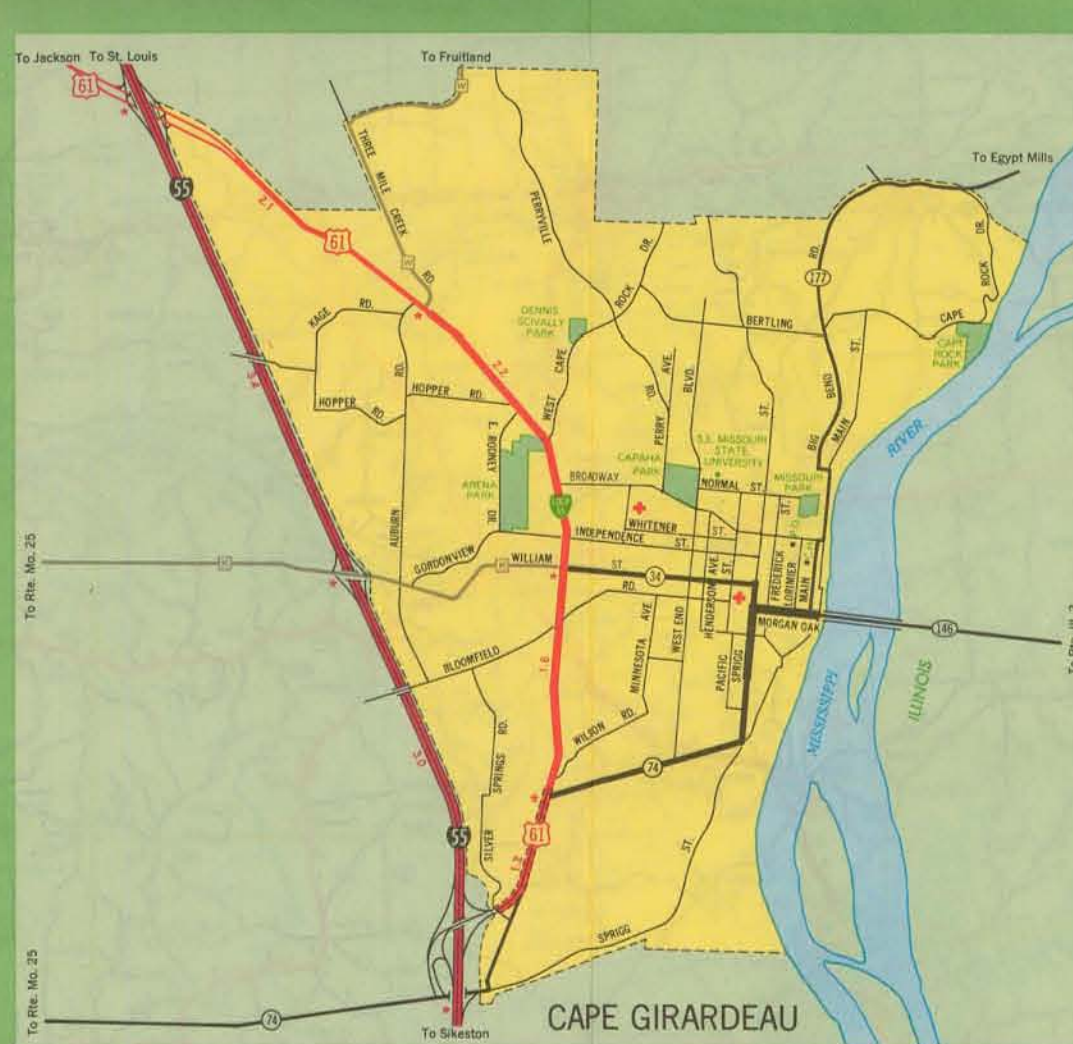 To Jackson
To St. Louis
To Fruitland
To Egypt Mills
61
55
61
THREE MILE CREEK RD.
PERRYVILLE RD.
2.1
KAGE RD.
HOPPER RD.
HOPPER RD.
AUBURN RD.
2.2
DENNIS
SCIVALLY
PARK
WEST CAPE ROCK DR.
BERTLING ST.
177
BIG BEND RD.
MAIN ST.
CAPE ROCK DR.
CAPE
ROCK
PARK
PERRY AVE.
BLVD.
ST.
RIVER
E. RODNEY DR.
ARENA
PARK
CAPAHA
PARK
S.E. MISSOURI
STATE
UNIVERSITY
MISSOURI
PARK
BROADWAY
NORMAL ST.
WHITENER ST.
INDEPENDENCE ST.
GORDONVIEW
WILLIAM ST.
34
To Rte. Mo. 25
K
K
BLOOMFIELD RD.
MINNESOTA AVE
WEST END
HENDERSON AVE.
PACIFIC ST.
SPRIGG
FREDERICK
LORIMIER ST.
MAIN
P.O.
MORGAN OAK
146
ILLINOIS
MISSISSIPPI
1.8
WILSON RD.
74
SILVER SPRINGS RD.
3.0
55
61
1.2
SPRIGG ST.
To Rte. Mo. 25
74
To Sikeston
CAPE GIRARDEAU